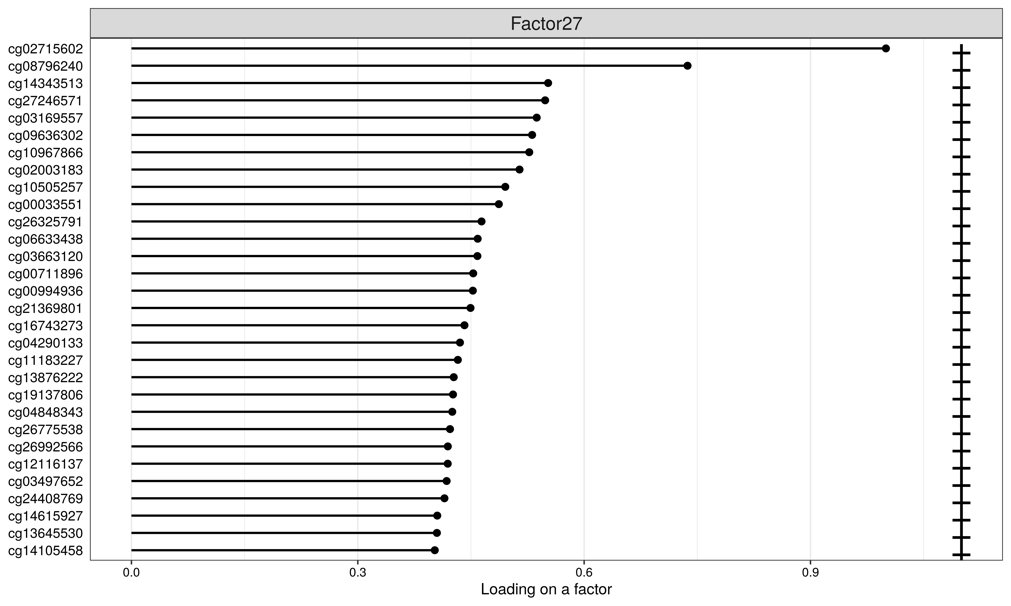 Factor27
cg02715602
cg08796240
cg14343513
cg27246571
cg03169557
cg09636302
cg10967866
cg02003183
cg10505257
cg00033551
cg26325791
cg06633438
cg03663120
cg00711896
cg00994936
cg21369801
cg16743273
cg04290133
cg11183227
cg13876222
cg19137806
cg04848343
cg26775538
cg26992566
cg12116137
cg03497652
cg24408769
cg14615927
cg13645530
cg14105458
0.0 0.3 0.6 0.9
Loading on a factor